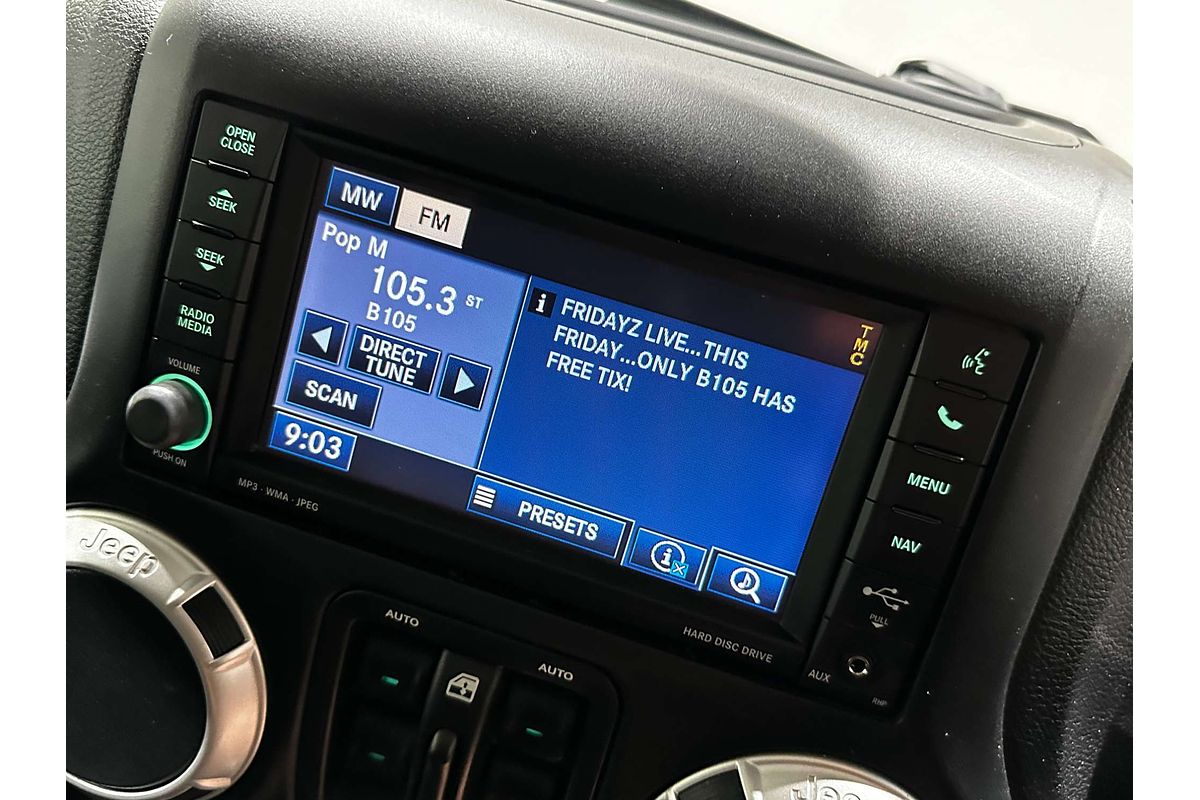 OPEN
CLOSE
SEEK
SEEK
RADIO
MEDIA
VOLUME
PUSH ON
MW
FM
Pop M
105.3 ST
B105
DIRECT
TUNE
SCAN
9:03
i FRIDAYZ LIVE...THIS
FRIDAY...ONLY B105 HAS
FREE TIX!
TMC
PRESETS
i
MENU
NAV
PULL
AUX
RHP
MP3 - WMA - JPEG
HARD DISC DRIVE
Jeep
AUTO
AUTO
Jeep